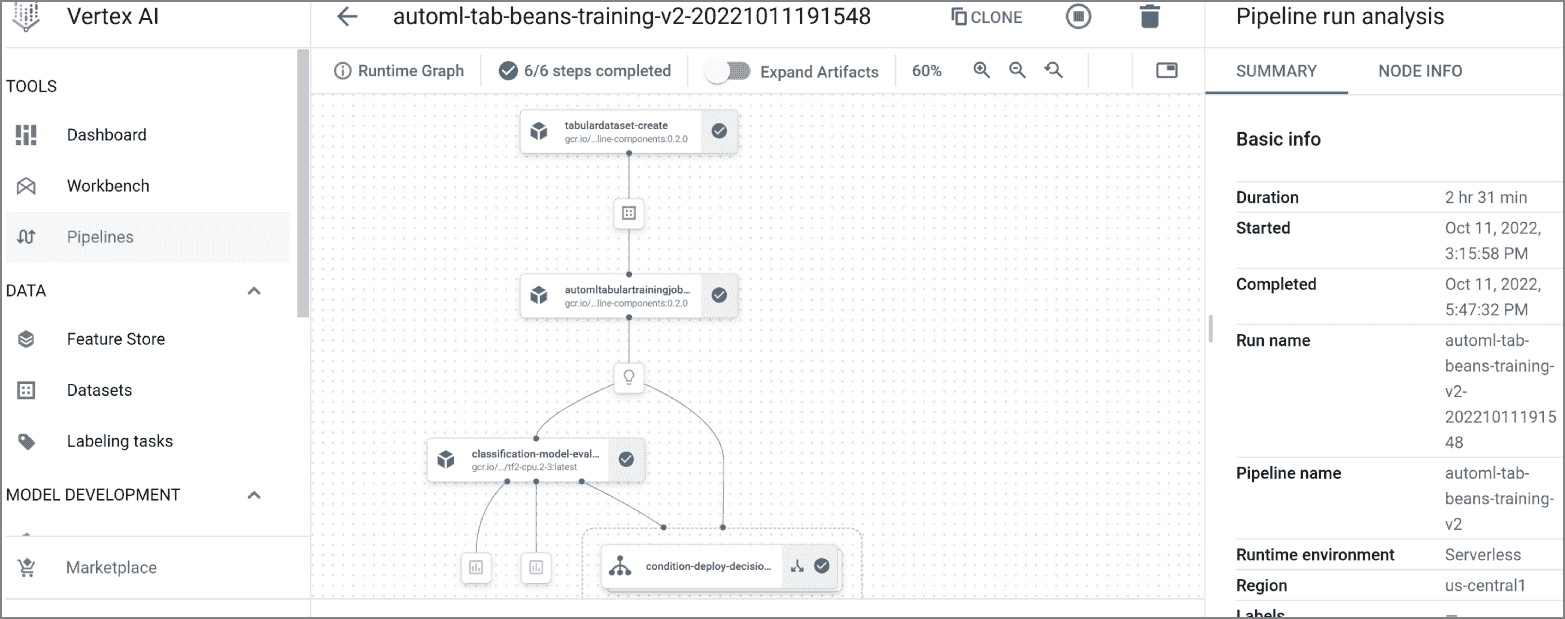 Vertex AI
TOOLS
Dashboard
Workbench
Pipelines
DATA
Feature Store
Datasets
Labeling tasks
MODEL DEVELOPMENT
Marketplace
automl-tab-beans-training-v2-20221011191548
CLONE
Runtime Graph
6/6 steps completed
Expand Artifacts
60%
tabulardataset-create
gcr.io/...line-components:0.2.0
automltabulartrainingjob...
gcr.io/...line-components:0.2.0
classification-model-eval...
gcr.io/.../tf2-cpu.2-3:latest
condition-deploy-decisio...
Pipeline run analysis
SUMMARY
NODE INFO
Basic info
Duration
2 hr 31 min
Started
Oct 11, 2022,
3:15:58 PM
Completed
Oct 11, 2022,
5:47:32 PM
Run name
automl-tab-
beans-training-
v2-
202210111915
48
Pipeline name
automl-tab-
beans-training-
v2
Runtime environment
Serverless
Region
us-central1
Labels
—